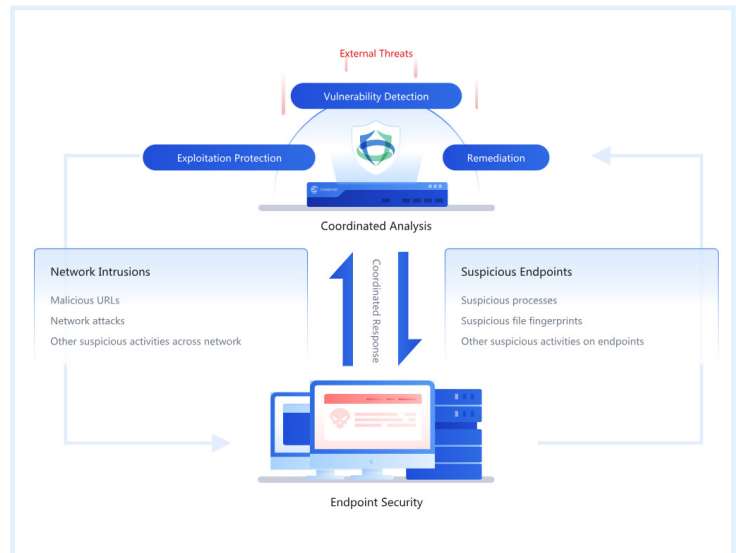 External Threats
Vulnerability Detection
Exploitation Protection
Remediation
Coordinated Analysis
Network Intrusions
Malicious URLs
Network attacks
Other suspicious activities across network
Coordinated Response
Suspicious Endpoints
Suspicious processes
Suspicious file fingerprints
Other suspicious activities on endpoints
Endpoint Security